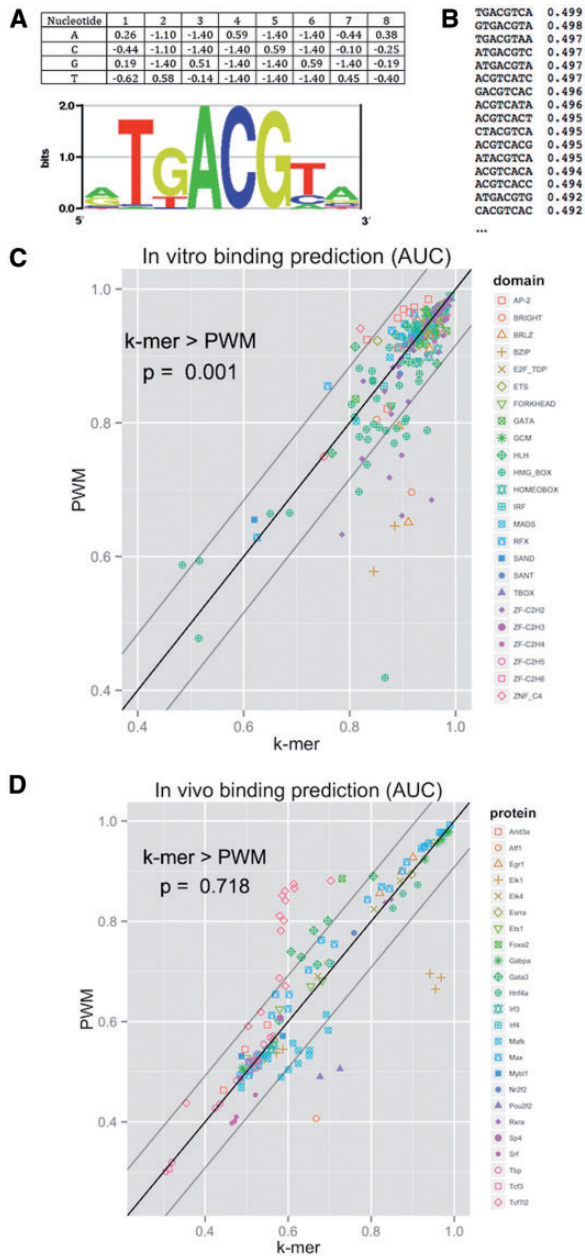 A
Nucleotide 1 2 3 4 5 6 7 8
A 0.26 -1.10 -1.40 0.59 -1.40 -1.40 -0.44 0.38
C -0.44 -1.10 -1.40 -1.40 0.59 -1.40 -0.10 -0.25
G 0.19 -1.40 0.51 -1.40 -1.40 0.59 -1.40 -0.19
T -0.62 0.58 -0.14 -1.40 -1.40 -1.40 0.45 -0.40
2.0
1.0
0.0
bits
5′
3′
TGACGT
B
TGACGTCA 0.499
GTGACGTA 0.498
TGACGTAA 0.497
ATGACGTC 0.497
ATGACGTA 0.497
ACGTCATC 0.497
GACGTCAC 0.496
ACGTCATA 0.496
ACGTCACT 0.495
CTACGTCA 0.495
ACGTCACG 0.495
ATACGTCA 0.495
ACGTCACA 0.494
ACGTCACC 0.494
ATGACGTG 0.492
CACGTCAC 0.492
...
C
In vitro binding prediction (AUC)
k-mer > PWM
p = 0.001
1.0
0.8
0.6
0.4
PWM
0.4 0.6 0.8 1.0
k-mer
domain
AP-2
BRIGHT
BRLZ
BZIP
E2F_TDP
ETS
FORKHEAD
GATA
GCM
HLH
HMG_BOX
HOMEOBOX
IRF
MADS
RFX
SAND
SANT
TBOX
ZF-C2H2
ZF-C2H3
ZF-C2H4
ZF-C2H5
ZF-C2H6
ZNF_C4
D
In vivo binding prediction (AUC)
k-mer > PWM
p = 0.718
1.0
0.8
0.6
0.4
PWM
0.4 0.6 0.8 1.0
k-mer
protein
Arid3a
Atf1
Egr1
Elk1
Elk4
Esrra
Ets1
Foxa2
Gabpa
Gata3
Hnf4a
Irf3
Irf4
Mafk
Max
Mybl1
Nr2f2
Pou2f2
Rxra
Sp4
Srf
Tbp
Tcf3
Tcf7l2